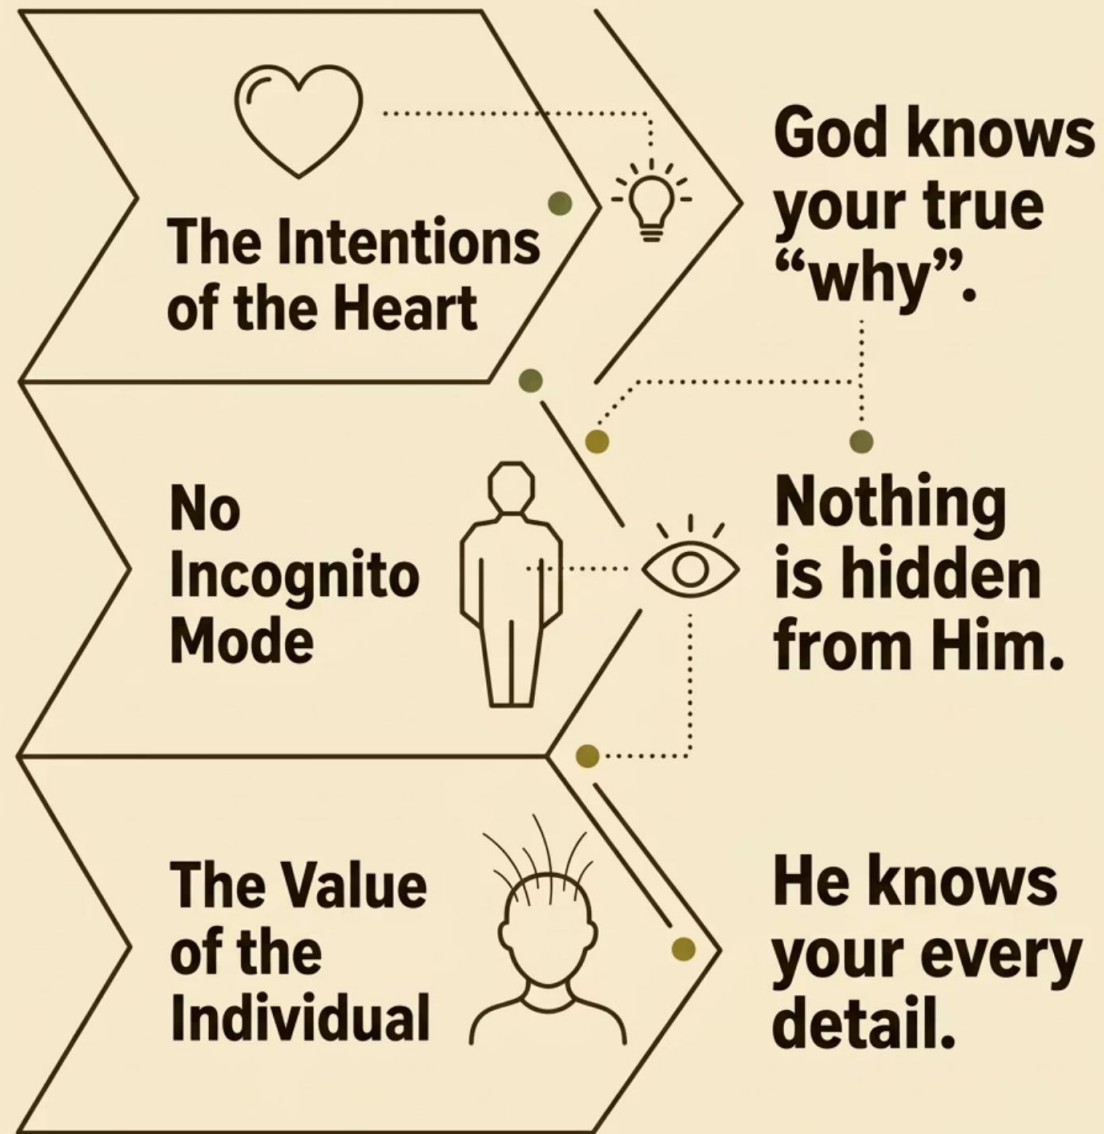 The Intentions
of the Heart
God knows
your true
“why”.
No
Incognito
Mode
Nothing
is hidden
from Him.
The Value
of the
Individual
He knows
your every
detail.